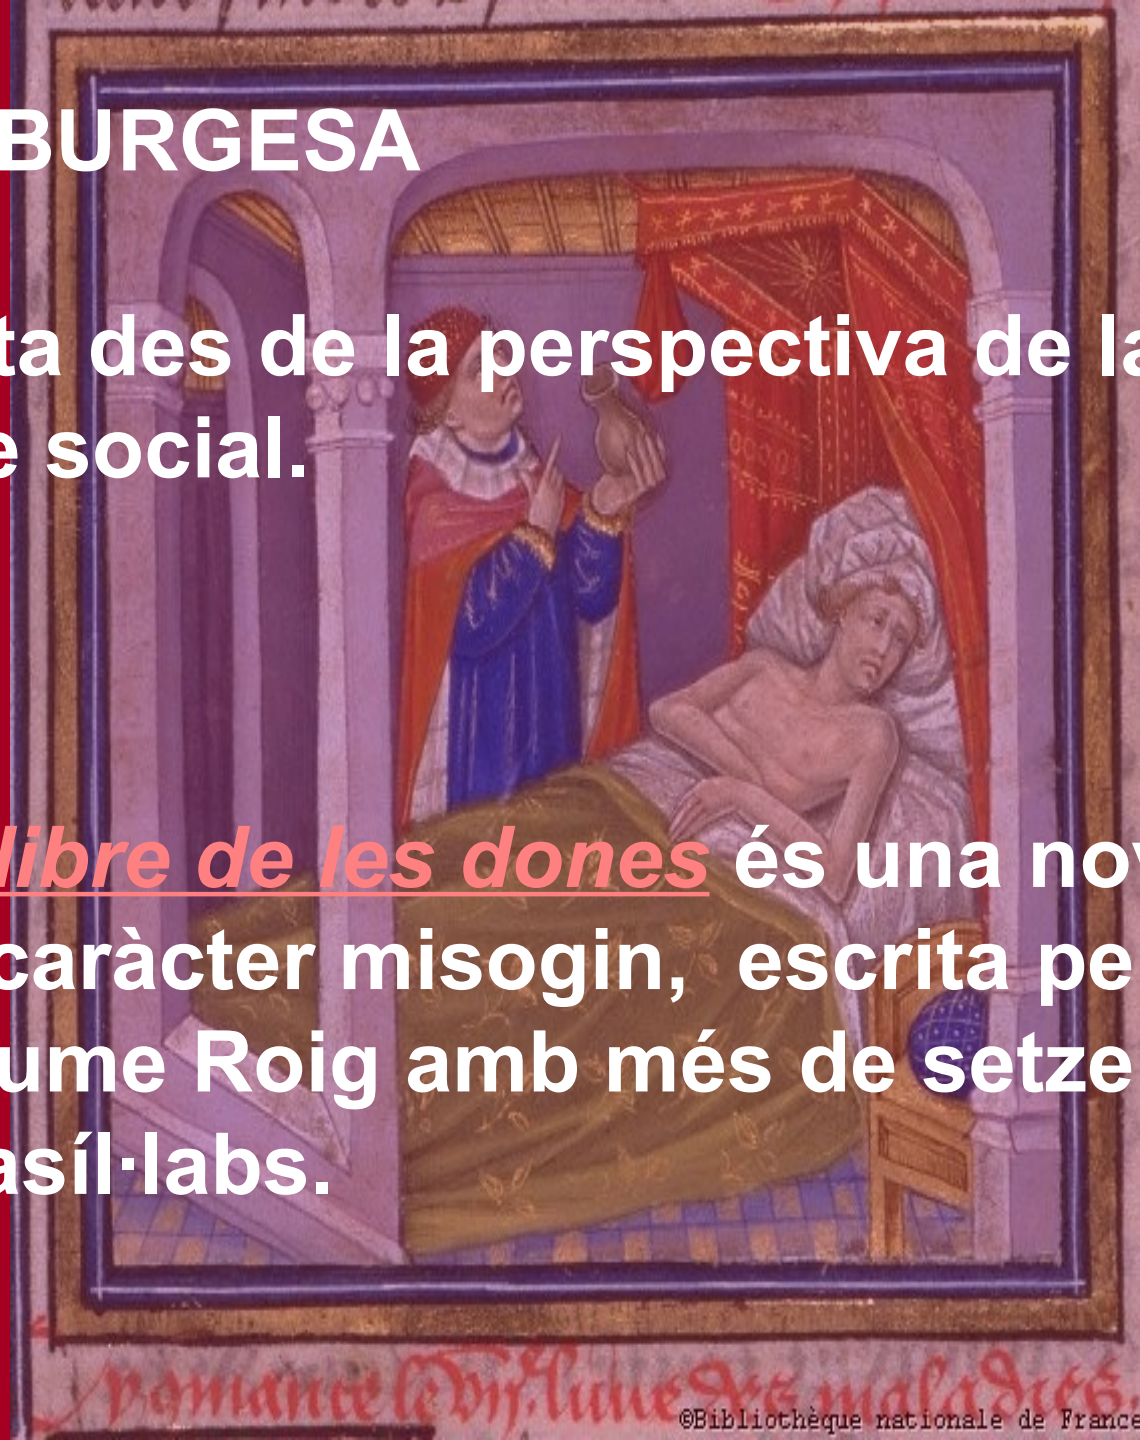 BURGESA
ta des de la perspectiva de la
e social.
libre de les dones és una nov
caràcter misogin, escrita pe
ume Roig amb més de setze
asíl·labs.
©Bibliothèque nationale de France